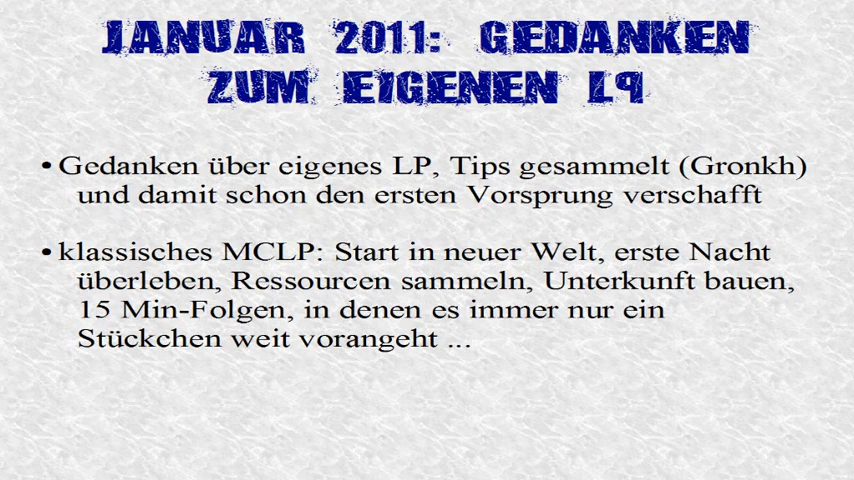 JANUAR 2011: GEDANKEN
ZUM EIGENEN LP
• Gedanken über eigenes LP, Tips gesammelt (Gronkh)
und damit schon den ersten Vorsprung verschafft
• klassisches MCLP: Start in neuer Welt, erste Nacht
überleben, Ressourcen sammeln, Unterkunft bauen,
15 Min-Folgen, in denen es immer nur ein
Stückchen weit vorangeht ...